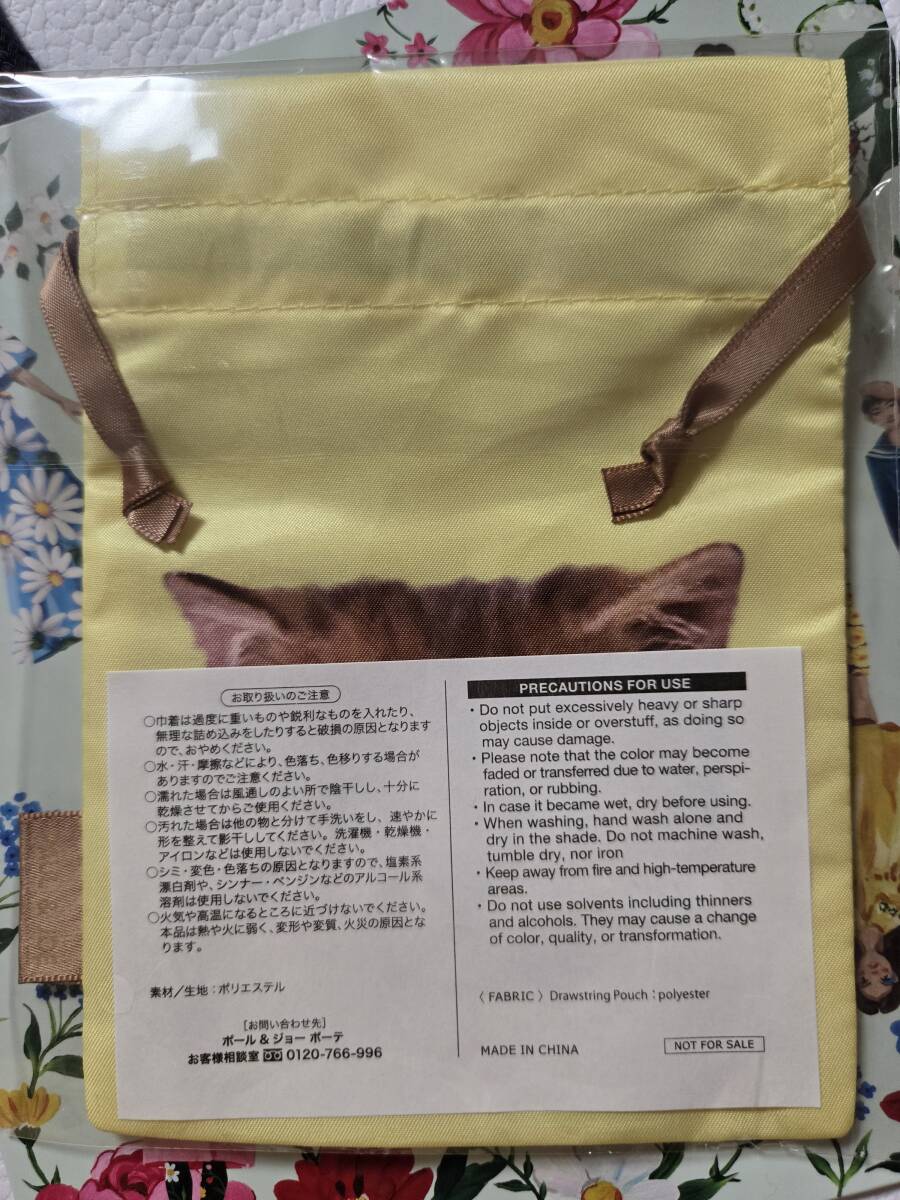 お取り扱いのご注意
○巾着は過度に重いものや鋭利なものを入れたり、
無理な詰め込みをしたりすると破損の原因となります
ので、おやめください。
○水・汗・摩擦などにより、色落ち、色移りする場合が
ありますのでご注意ください。
○濡れた場合は風通しのよい所で陰干しし、十分に
乾燥させてからご使用ください。
○汚れた場合は他の物と分けて手洗いをし、速やかに
形を整えて影干ししてください。洗濯機・乾燥機・
アイロンなどは使用しないでください。
○シミ・変色・色落ちの原因となりますので、塩素系
漂白剤や、シンナー・ベンジンなどのアルコール系
溶剤は使用しないでください。
○火気や高温になるところに近づけないでください。
本品は熱や火に弱く、変形や変質、火災の原因とな
ります。
素材/生地:ポリエステル
[お問い合わせ先]
ポール & ジョー ボーテ
お客様相談室 0120-766-996
PRECAUTIONS FOR USE
・Do not put excessively heavy or sharp
objects inside or overstuff, as doing so
may cause damage.
・Please note that the color may become
faded or transferred due to water, perspi-
ration, or rubbing.
・In case it became wet, dry before using.
・When washing, hand wash alone and
dry in the shade. Do not machine wash,
tumble dry, nor iron
・Keep away from fire and high-temperature
areas.
・Do not use solvents including thinners
and alcohols. They may cause a change
of color, quality, or transformation.
〈 FABRIC 〉 Drawstring Pouch : polyester
MADE IN CHINA
NOT FOR SALE